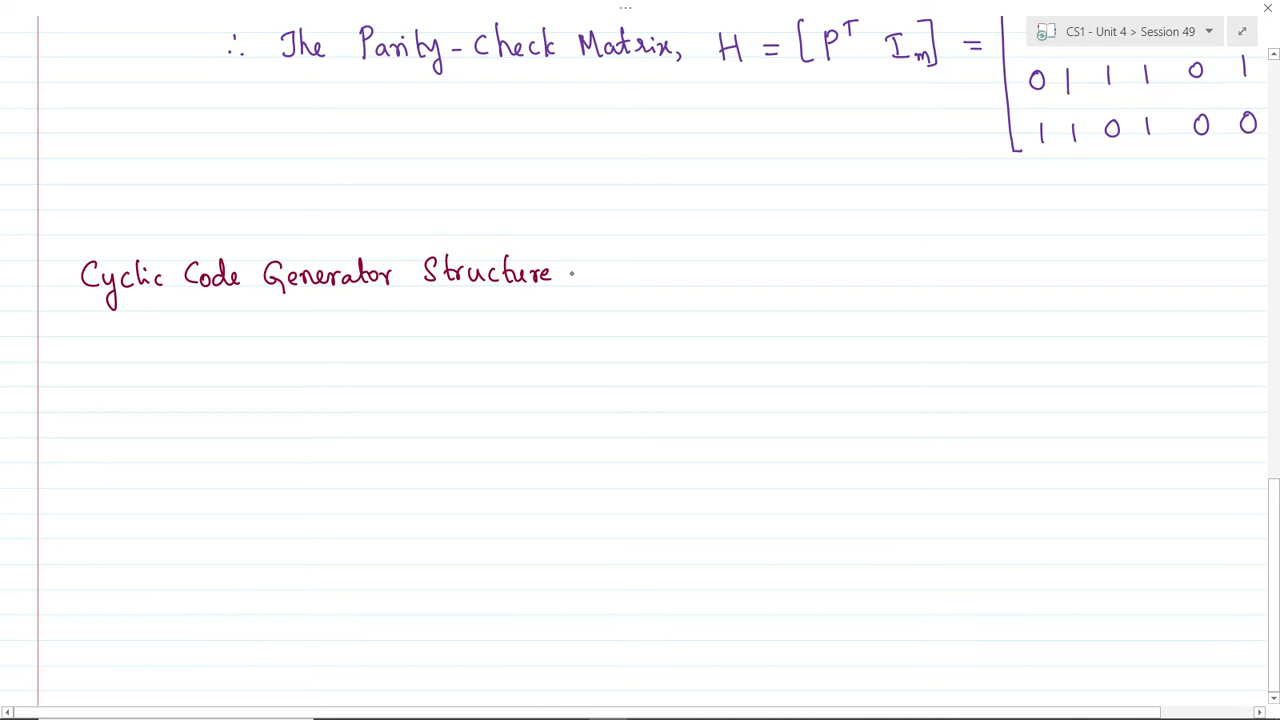 ∴ The Parity-Check Matrix, H = [Pᵀ Iₘ] =
CS1 - Unit 4 > Session 49
0 1 1 1 0 1
1 1 0 1 0 0
Cyclic Code Generator Structure